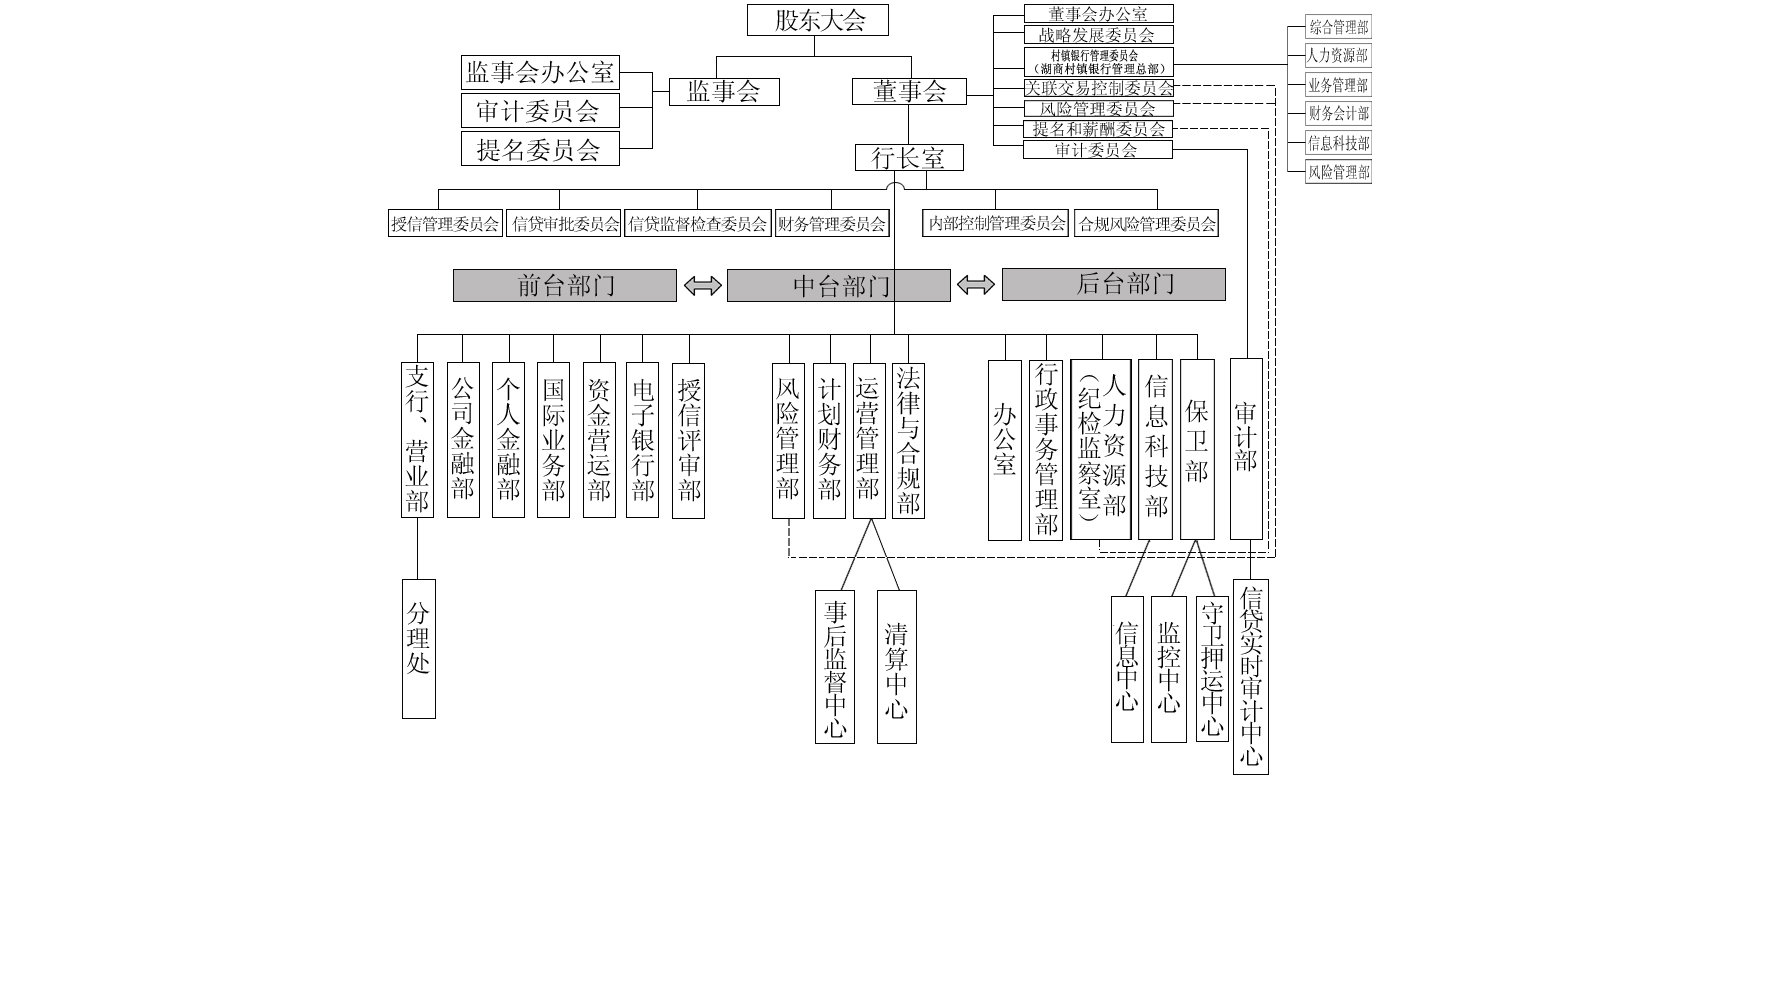 股东大会
监事会
董事会
监事会办公室
审计委员会
提名委员会
董事会办公室
战略发展委员会
村镇银行管理委员会
（湖商村镇银行管理总部）
关联交易控制委员会
风险管理委员会
提名和薪酬委员会
审计委员会
综合管理部
人力资源部
业务管理部
财务会计部
信息科技部
风险管理部
行长室
授信管理委员会
信贷审批委员会
信贷监督检查委员会
财务管理委员会
内部控制管理委员会
合规风险管理委员会
前台部门
中台部门
后台部门
支行、营业部
公司金融部
个人金融部
国际业务部
资金营运部
电子银行部
授信评审部
风险管理部
计划财务部
运营管理部
法律与合规部
办公室
行政事务管理部
人力资源部
（纪检监察室）
信息科技部
保卫部
审计部
分理处
事后监督中心
清算中心
信息中心
监控中心
守卫押运中心
信贷实时审计中心